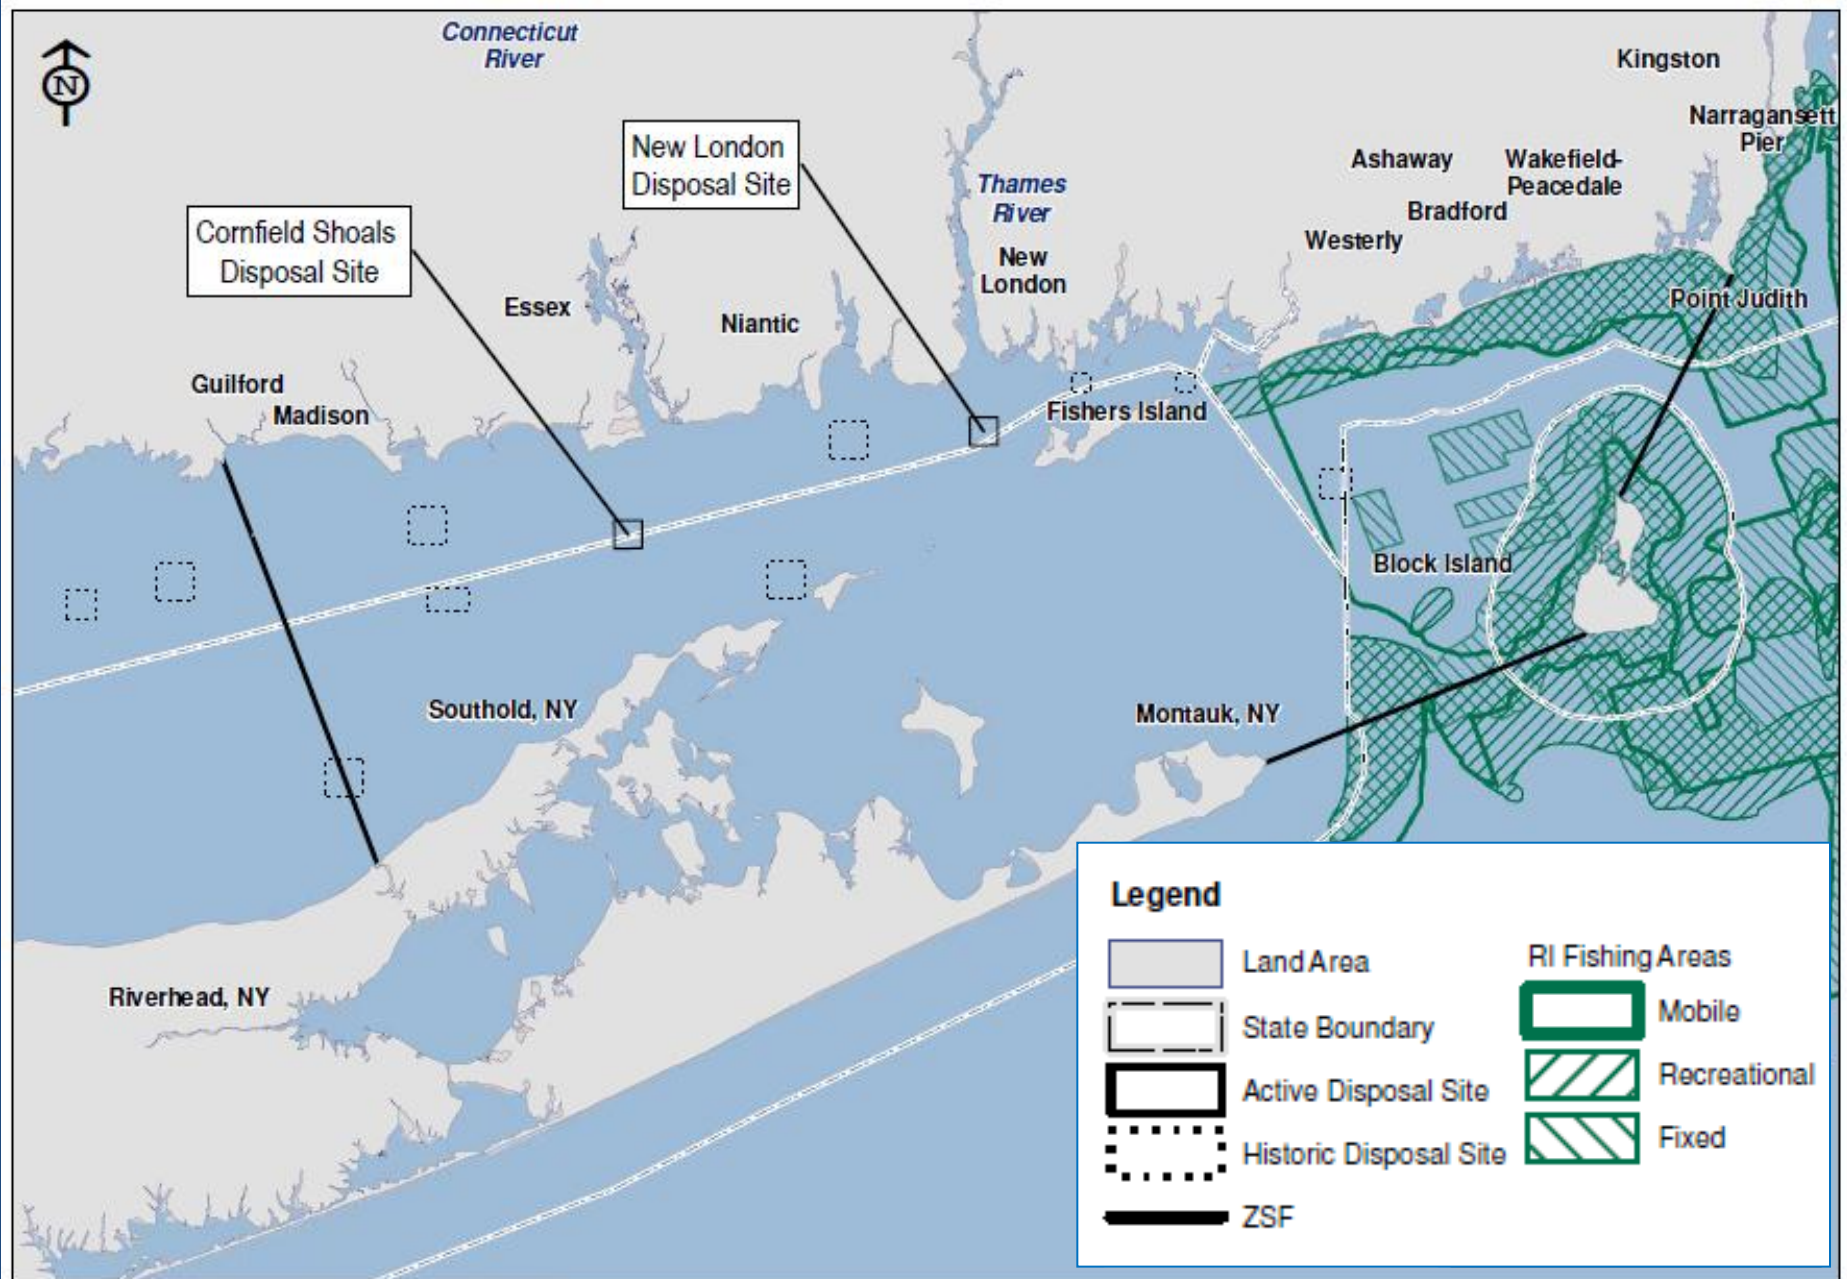 Connecticut
River
N
Kingston
Narragansett
Pier
New London
Disposal Site
Ashaway
Wakefield-
Peacedale
Thames
River
Bradford
Cornfield Shoals
Disposal Site
Westerly
New
London
Essex
Niantic
Point Judith
Guilford
Madison
Fishers Island
Block Island
Southold, NY
Montauk, NY
Riverhead, NY
Legend
Land Area
State Boundary
Active Disposal Site
Historic Disposal Site
ZSF
RI Fishing Areas
Mobile
Recreational
Fixed